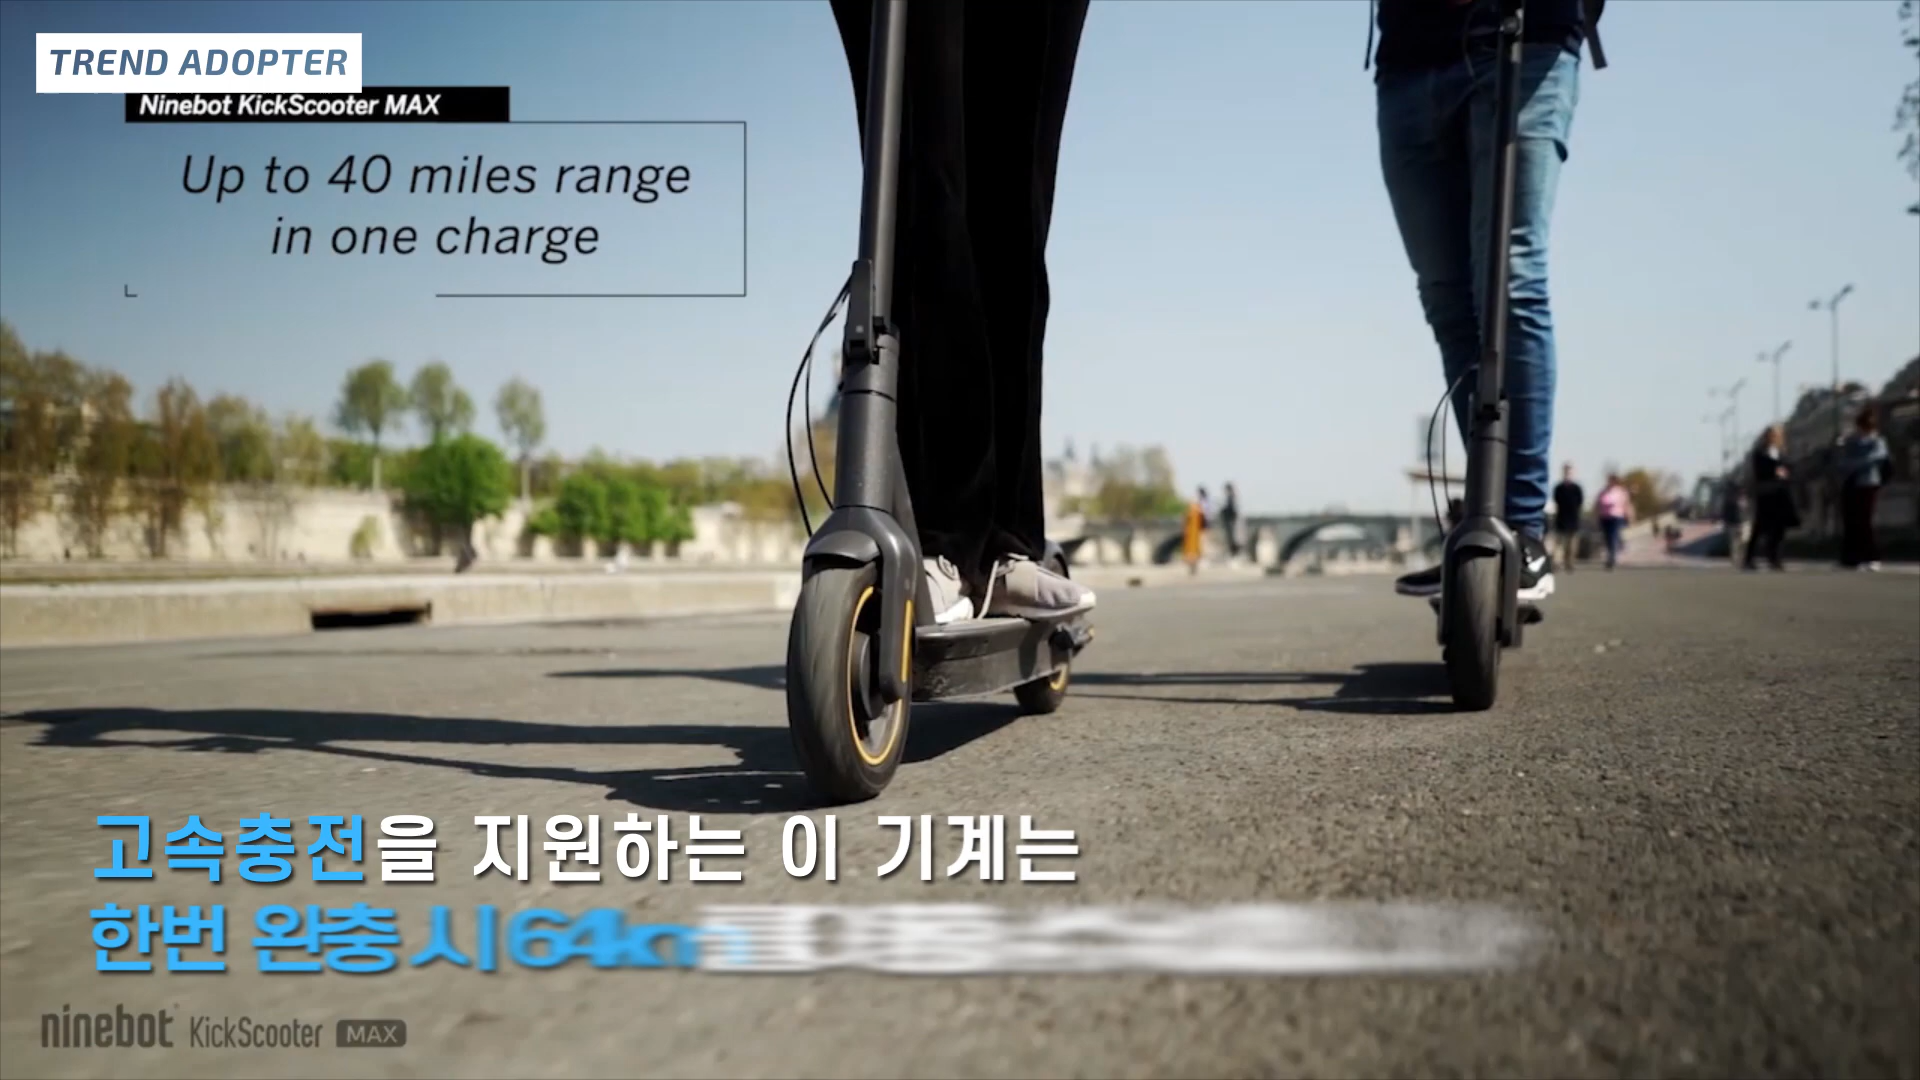 TREND ADOPTER
Ninebot KickScooter MAX
Up to 40 miles range
in one charge
고속충전을 지원하는 이 기계는
한번 완충 시 64km
ninebot KickScooter MAX